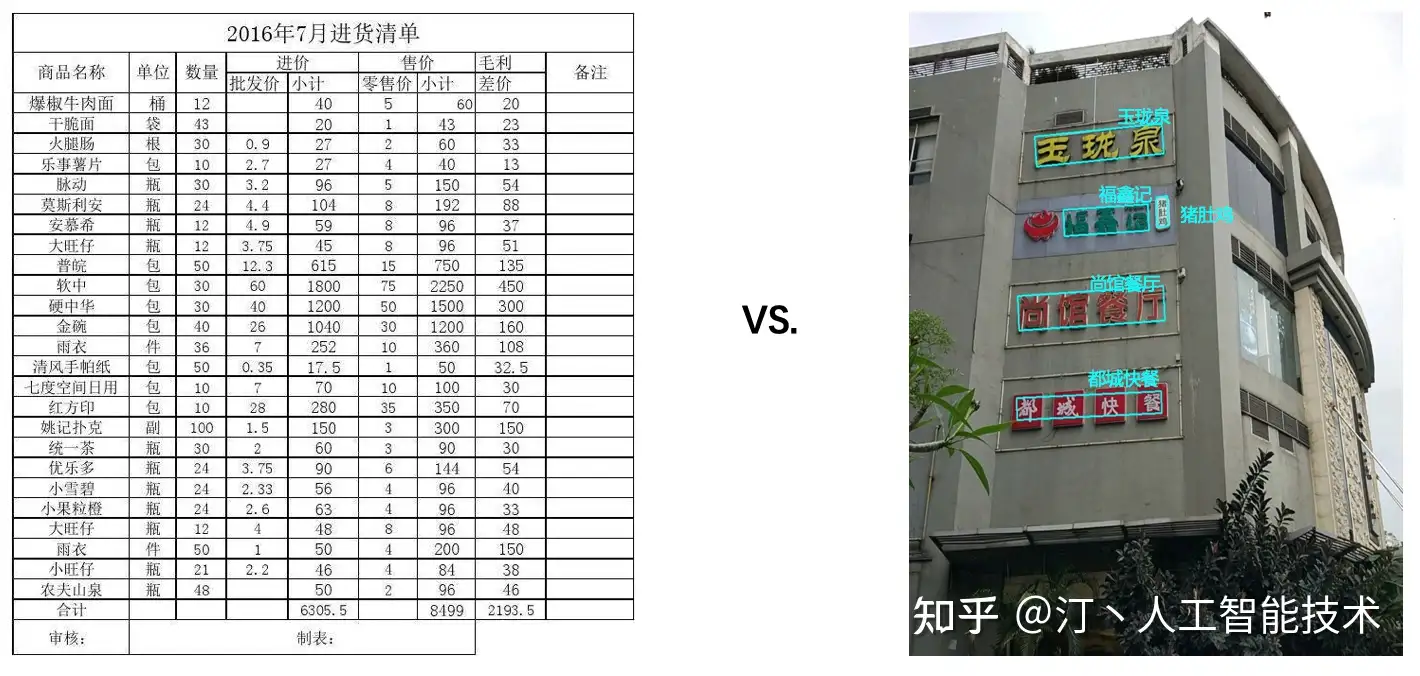 2016年7月进货清单
商品名称 单位 数量 进价 售价 毛利 备注
批发价 小计 零售价 小计 差价
爆椒牛肉面 桶 12 40 5 60 20
干脆面 袋 43 20 1 43 23
火腿肠 根 30 0.9 27 2 60 33
乐事薯片 包 10 2.7 27 4 40 13
脉动 瓶 30 3.2 96 5 150 54
莫斯利安 瓶 24 4.4 104 8 192 88
安慕希 瓶 12 4.9 59 8 96 37
大旺仔 瓶 12 3.75 45 8 96 51
普皖 包 50 12.3 615 15 750 135
软中 包 30 60 1800 75 2250 450
硬中华 包 30 40 1200 50 1500 300
金碗 包 40 26 1040 30 1200 160
雨衣 件 36 7 252 10 360 108
清风手帕纸 包 50 0.35 17.5 1 50 32.5
七度空间日用 包 10 7 70 10 100 30
红方印 包 10 28 280 35 350 70
姚记扑克 副 100 1.5 150 3 300 150
统一茶 瓶 30 2 60 3 90 30
优乐多 瓶 24 3.75 90 6 144 54
小雪碧 瓶 24 2.33 56 4 96 40
小果粒橙 瓶 24 2.6 63 4 96 33
大旺仔 瓶 12 4 48 8 96 48
雨衣 件 50 1 50 4 200 150
小旺仔 瓶 21 2.2 46 4 84 38
农夫山泉 瓶 48 50 2 96 46
合计 6305.5 8499 2193.5
审核： 制表：
VS.
玉珑泉
玉珑泉
福鑫记
福鑫记
猪肚鸡
猪肚鸡
尚馆餐厅
尚馆餐厅
都城快餐
都城快餐
知乎 @汀丶人工智能技术